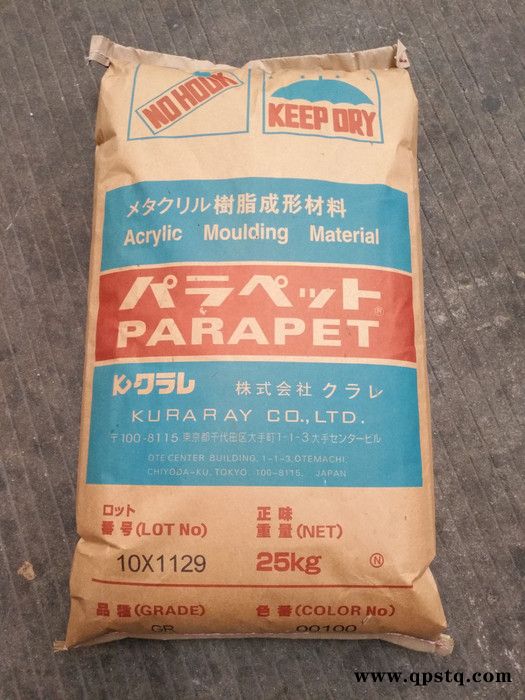 NO HOOK
KEEP DRY
メタクリル樹脂成形材料
Acrylic Moulding Material
パラペット®
PARAPET
クラレ 株式会社 クラレ
KURARAY CO.,LTD.
〒100-8115 東京都千代田区大手町1-1-3大手センタービル
OTE CENTER BUILDING, 1-1-3,OTEMACHI,
CHIYODA-KU, TOKYO, 100-8115, JAPAN
ロット 正味
番号(LOT No) 重量(NET)
10X1129 25kg N
品種(GRADE) 色番(COLOR No)
GR 00100
www.qpstq.com